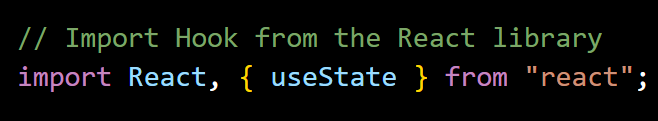 // Import Hook from the React library
import React, { useState } from "react";